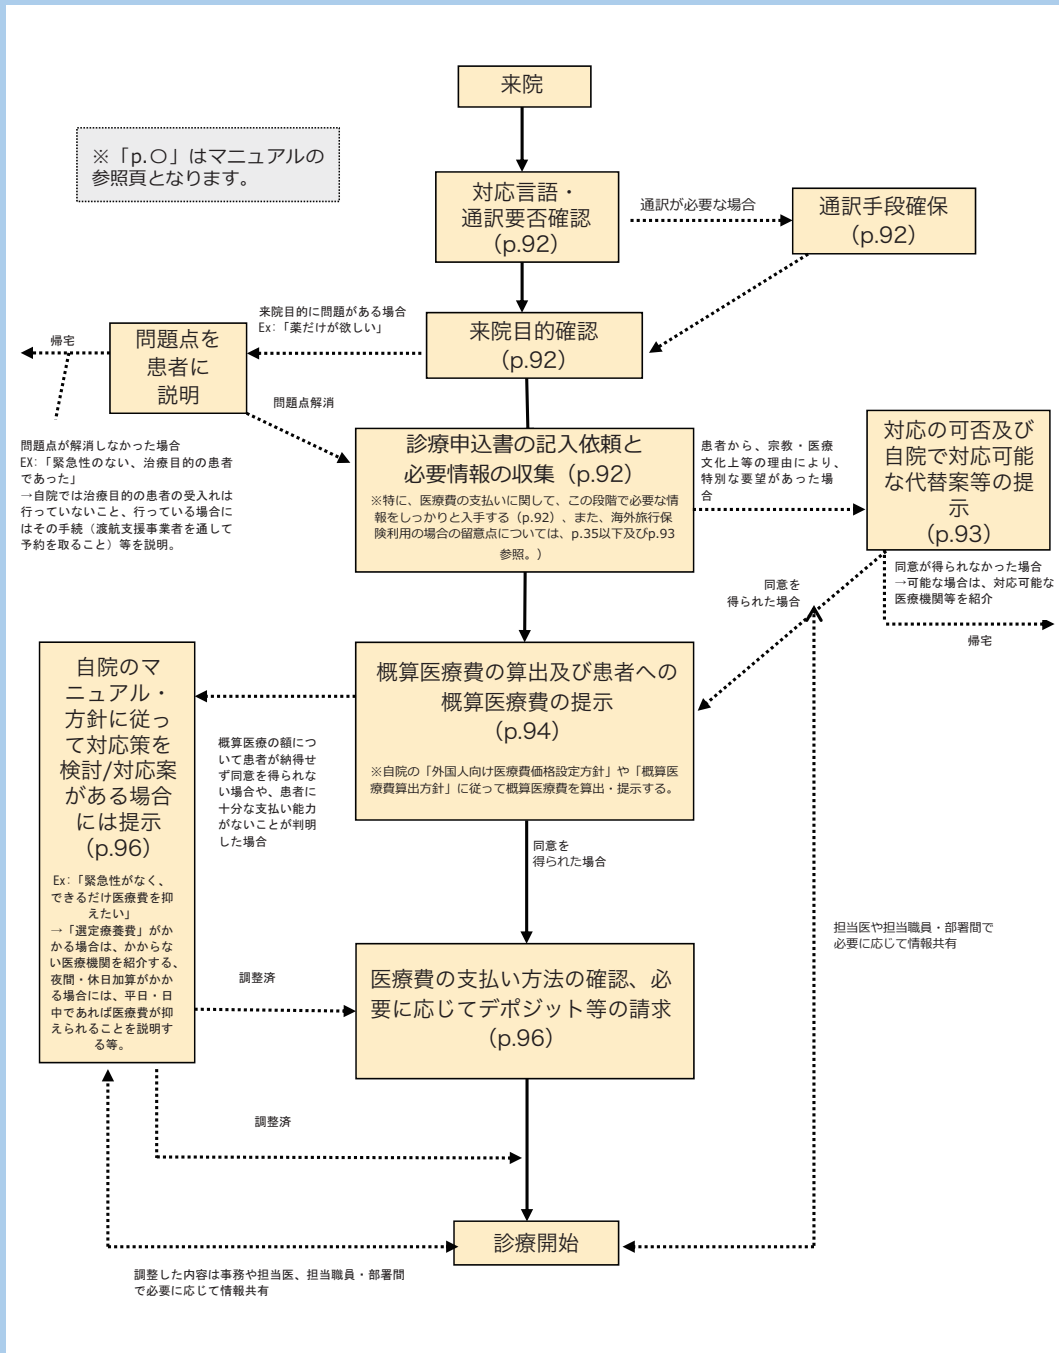 来院
※「p.〇」はマニュアルの
参照頁となります。
対応言語・
通訳要否確認
(p.92)
通訳が必要な場合
通訳手段確保
(p.92)
来院目的に問題がある場合
Ex:「薬だけが欲しい」
来院目的確認
(p.92)
帰宅
問題点を
患者に
説明
問題点解消
問題点が解消しなかった場合
EX:「緊急性のない、治療目的の患者
であった」
→自院では治療目的の患者の受入れは
行っていないこと、行っている場合に
はその手続（渡航支援事業者を通して
予約を取ること）等を説明。
診療申込書の記入依頼と
必要情報の収集（p.92）
※特に、医療費の支払いに関して、この段階で必要な情
報をしっかりと入手する（p.92）、また、海外旅行保
険利用の場合の留意点については、p.35以下及びp.93
参照。）
患者から、宗教・医療
文化上等の理由により、
特別な要望があった場
合
対応の可否及び
自院で対応可能
な代替案等の提
示
(p.93)
同意を
得られた場合
同意が得られなかった場合
→可能な場合は、対応可能な
医療機関等を紹介
帰宅
自院のマ
ニュアル・
方針に従っ
て対応策を
検討/対応案
がある場合
には提示
(p.96)
Ex:「緊急性がなく、
できるだけ医療費を抑
えたい」
→「選定療養費」がか
かる場合は、かからな
い医療機関を紹介する、
夜間・休日加算がかか
る場合には、平日・日
中であれば医療費が抑
えられることを説明す
る等。
概算医療の額につ
いて患者が納得せ
ず同意を得られな
い場合や、患者に
十分な支払い能力
がないことが判明
した場合
概算医療費の算出及び患者への
概算医療費の提示
(p.94)
※自院の「外国人向け医療費価格設定方針」や「概算医
療費算出方針」に従って概算医療費を算出・提示する。
同意を
得られた場合
担当医や担当職員・部署間で
必要に応じて情報共有
調整済
医療費の支払い方法の確認、必
要に応じてデポジット等の請求
(p.96)
調整済
診療開始
調整した内容は事務や担当医、担当職員・部署間
で必要に応じて情報共有